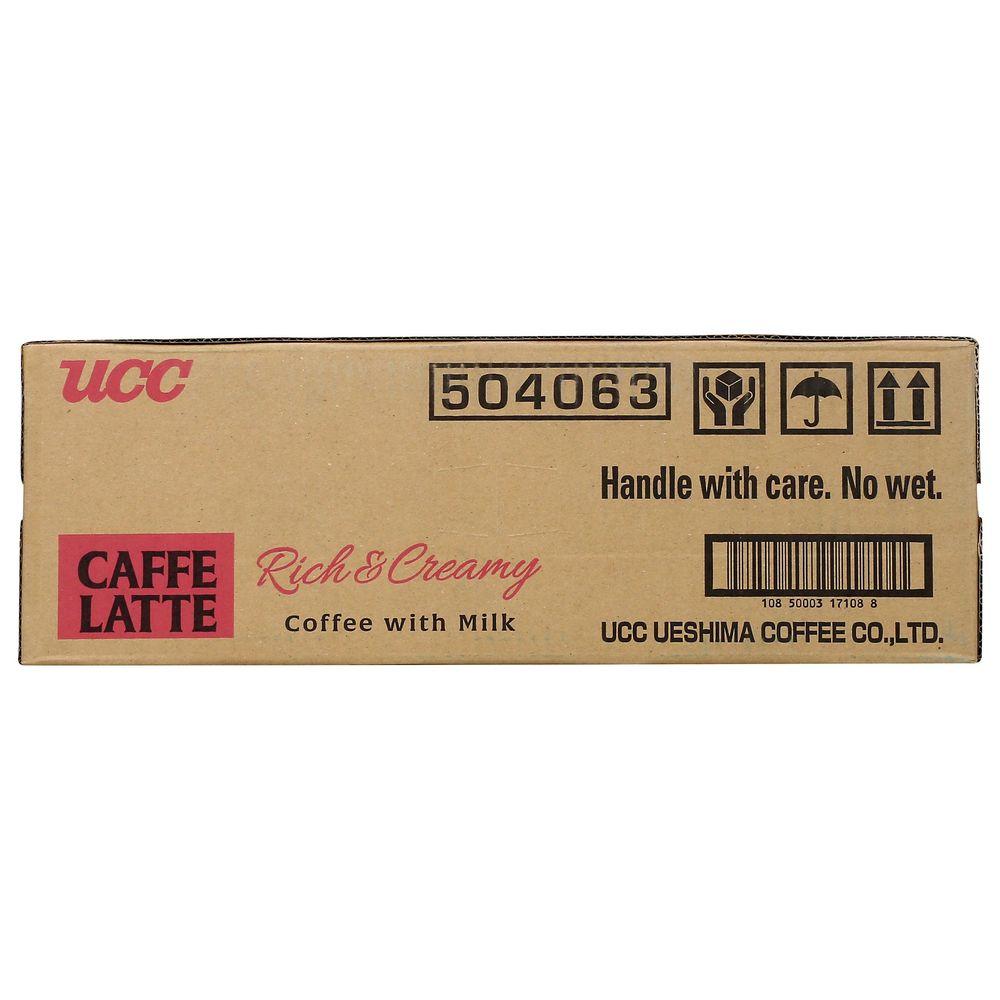 UCC
504063
Handle with care. No wet.
CAFFE
LATTE
Rich & Creamy
Coffee with Milk
108 50003 17108 8
UCC UESHIMA COFFEE CO.,LTD.